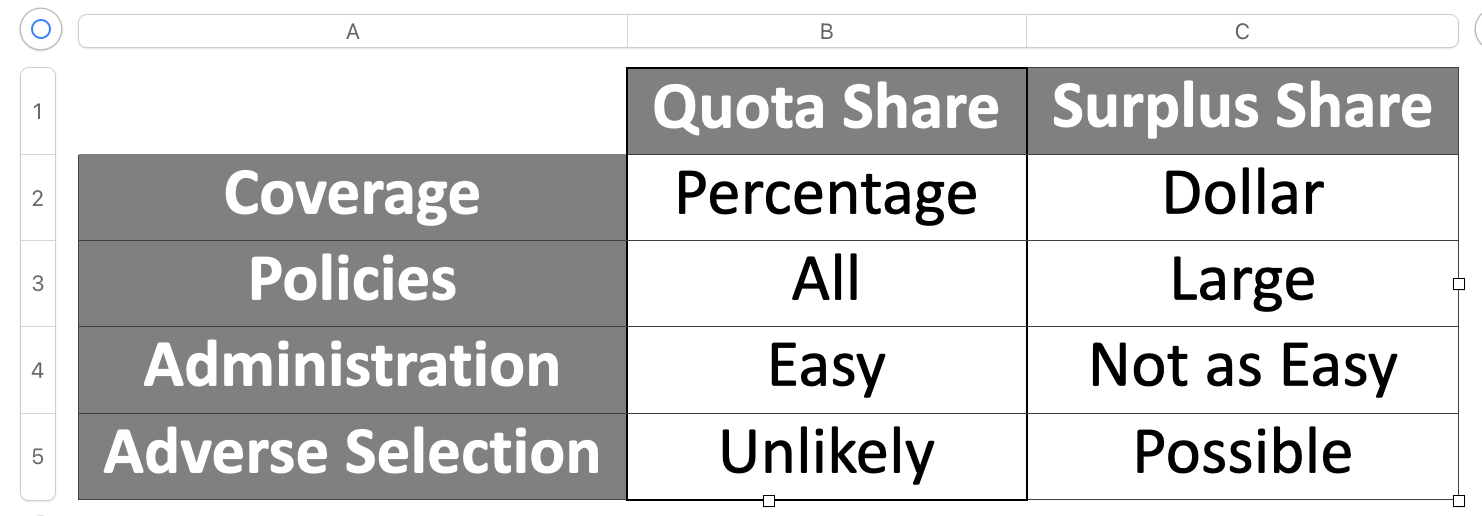 A B C
1 Quota Share Surplus Share
2 Coverage Percentage Dollar
3 Policies All Large
4 Administration Easy Not as Easy
5 Adverse Selection Unlikely Possible